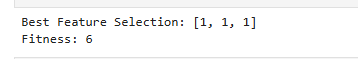 Best Feature Selection: [1, 1, 1]
Fitness: 6